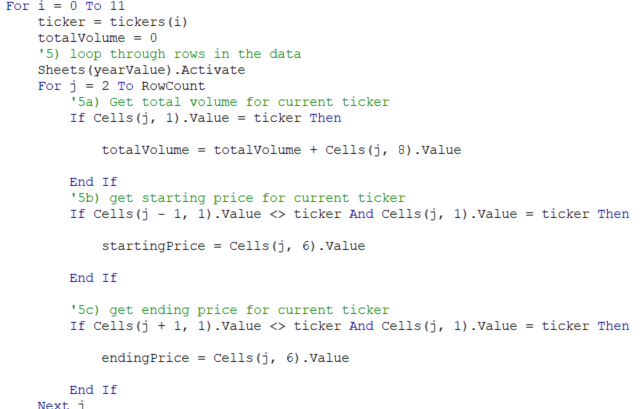 For i = 0 To 11
    ticker = tickers(i)
    totalVolume = 0
    '5) loop through rows in the data
    Sheets(yearValue).Activate
    For j = 2 To RowCount
        '5a) Get total volume for current ticker
        If Cells(j, 1).Value = ticker Then
            totalVolume = totalVolume + Cells(j, 8).Value
        End If
        '5b) get starting price for current ticker
        If Cells(j - 1, 1).Value <> ticker And Cells(j, 1).Value = ticker Then
            startingPrice = Cells(j, 6).Value
        End If
        '5c) get ending price for current ticker
        If Cells(j + 1, 1).Value <> ticker And Cells(j, 1).Value = ticker Then
            endingPrice = Cells(j, 6).Value
        End If
    Next j